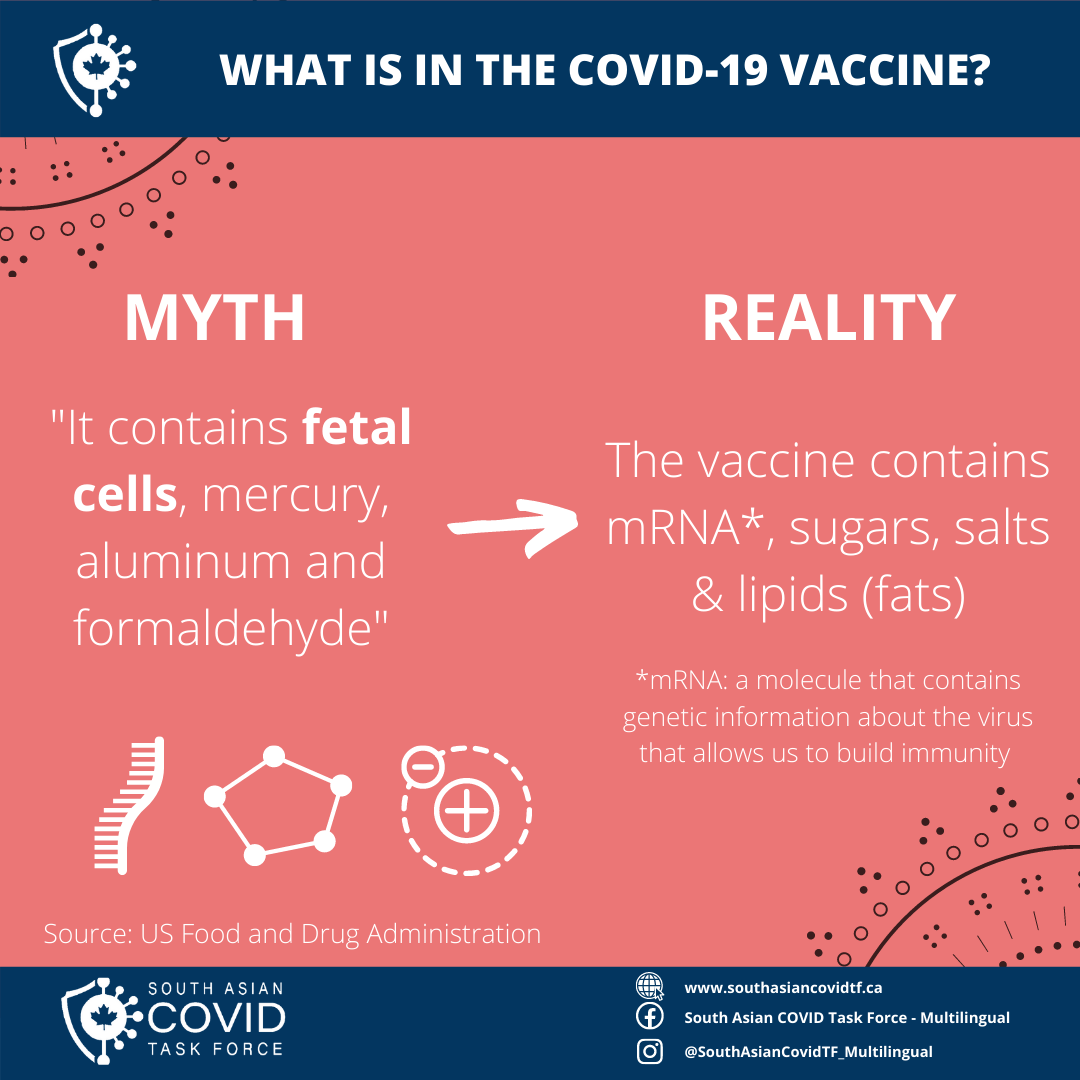 WHAT IS IN THE COVID-19 VACCINE?
MYTH
"It contains fetal
cells, mercury,
aluminum and
formaldehyde"
REALITY
The vaccine contains
mRNA*, sugars, salts
& lipids (fats)
*mRNA: a molecule that contains
genetic information about the virus
that allows us to build immunity
Source: US Food and Drug Administration
SOUTH ASIAN
COVID
TASK FORCE
www.southasiancovidtf.ca
South Asian COVID Task Force - Multilingual
@SouthAsianCovidTF_Multilingual